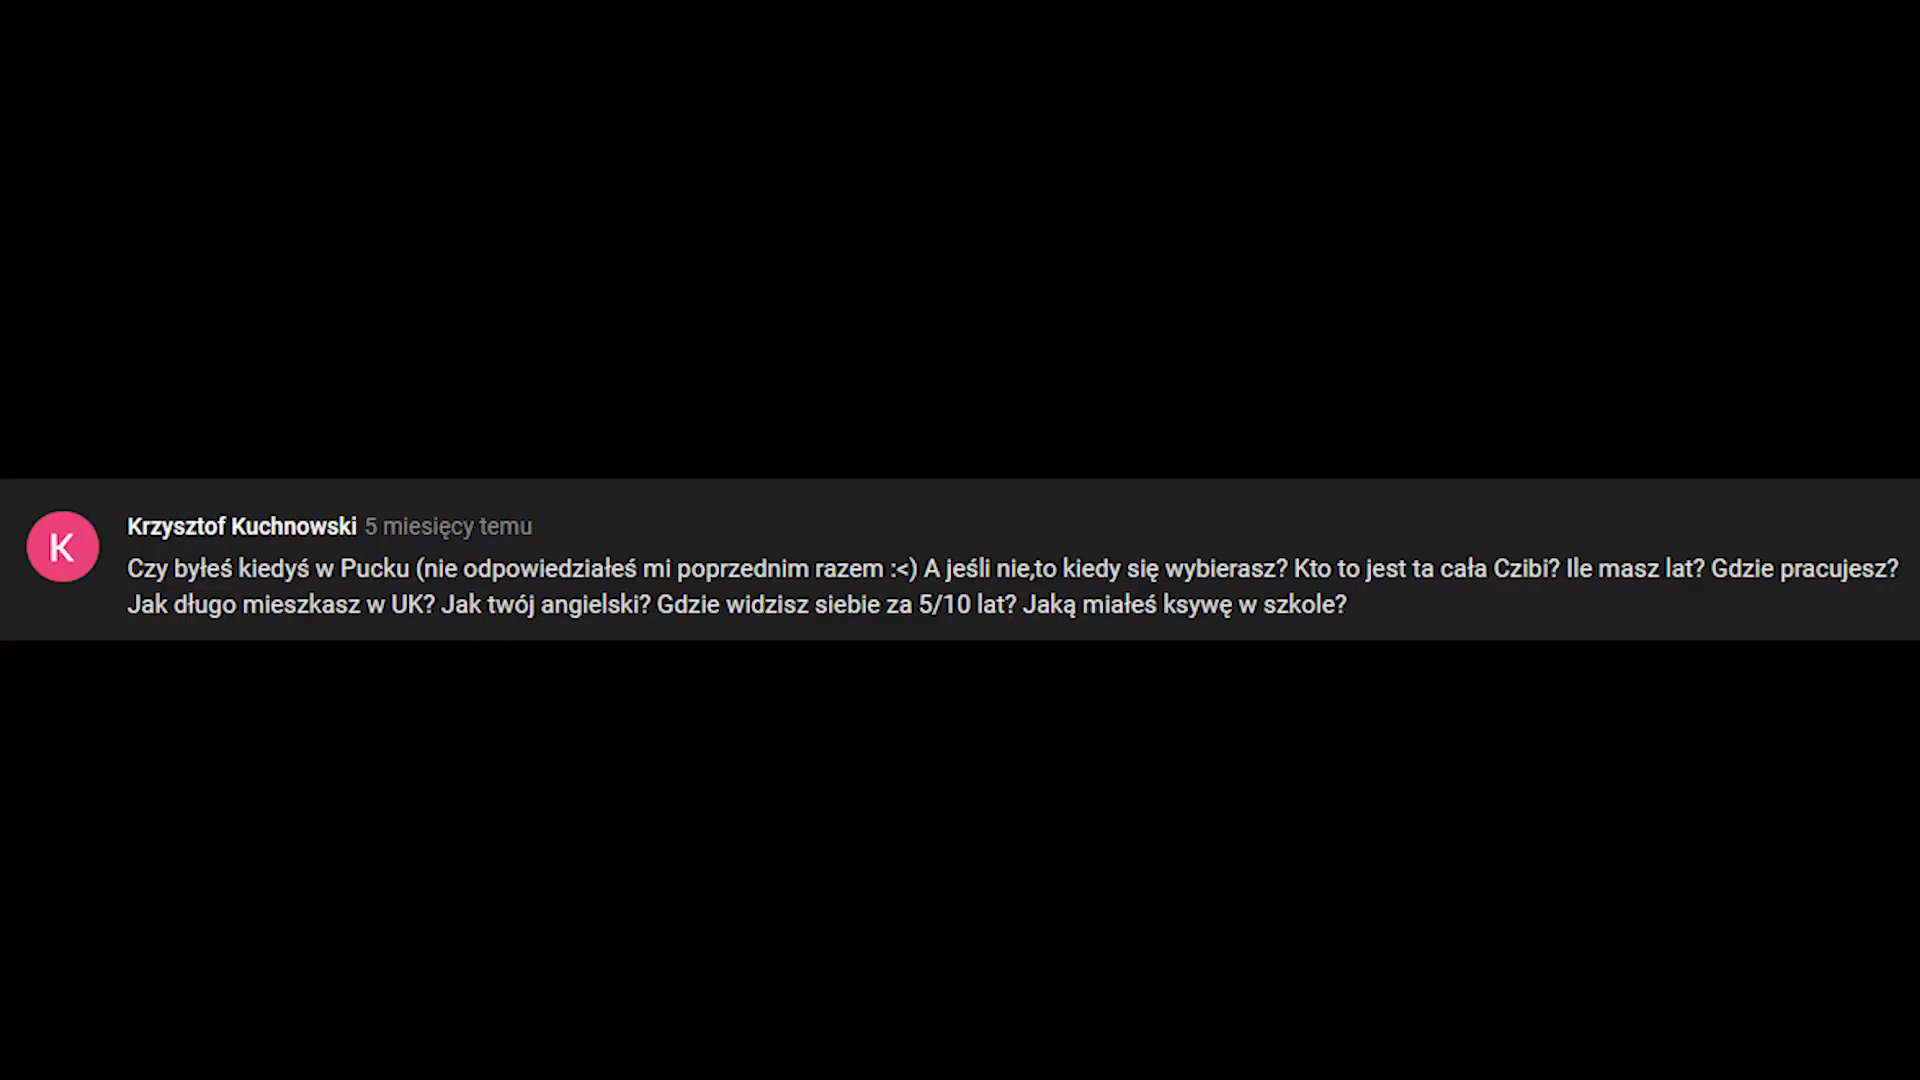 K
Krzysztof Kuchnowski 5 miesięcy temu
Czy byłeś kiedyś w Pucku (nie odpowiedziałeś mi poprzednim razem :<) A jeśli nie,to kiedy się wybierasz? Kto to jest ta cała Czibi? Ile masz lat? Gdzie pracujesz?
Jak długo mieszkasz w UK? Jak twój angielski? Gdzie widzisz siebie za 5/10 lat? Jaką miałeś ksywę w szkole?